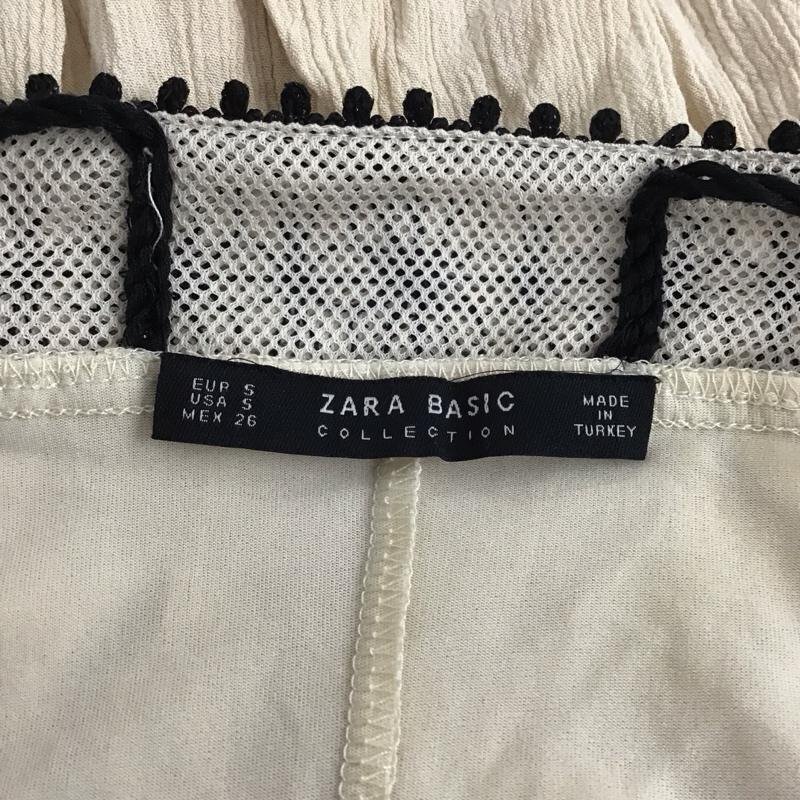 EUR S
USA S
MEX 26
ZARA BASIC
COLLECTION
MADE
IN
TURKEY